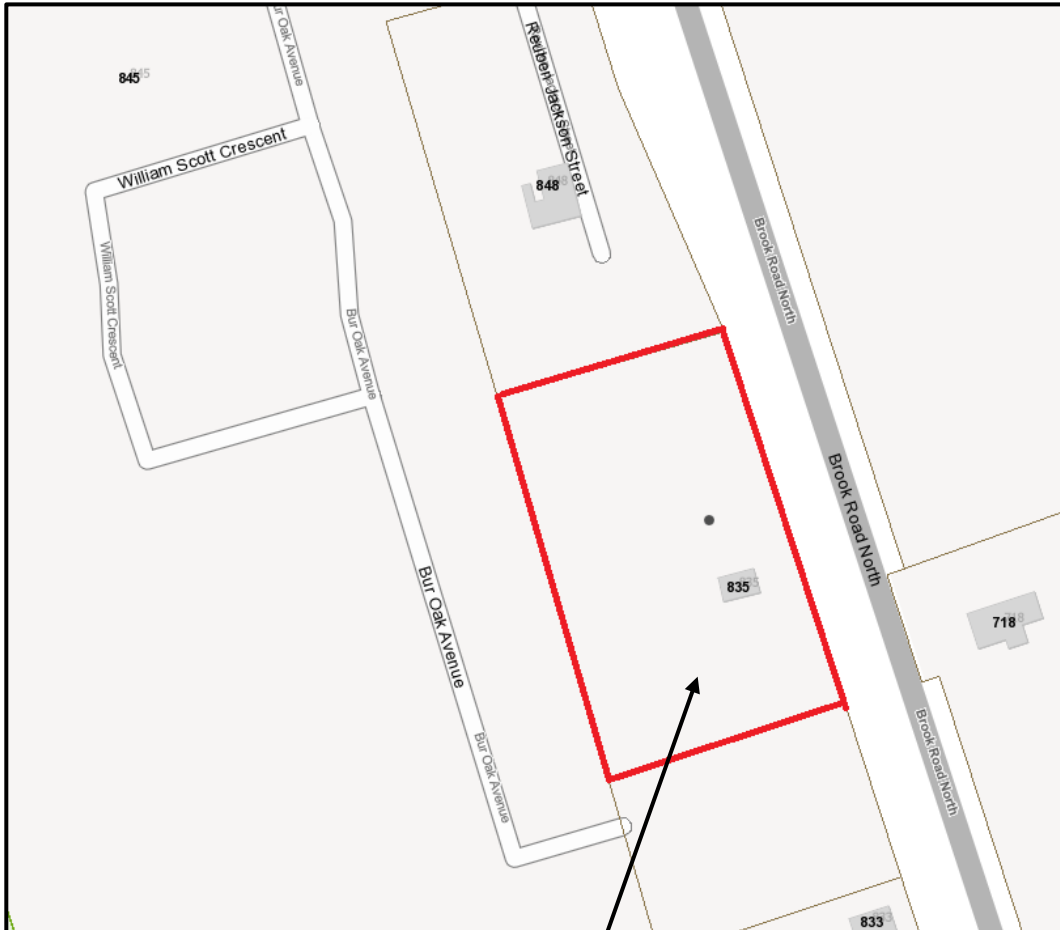 ur Oak Avenue
Reuben Jackson Street
845
William Scott Crescent
848
Brook Road North
William Scott Crescent
Bur Oak Avenue
Brook Road North
835
Bur Oak Avenue
718
Bur Oak Avenue
Brook Road North
833